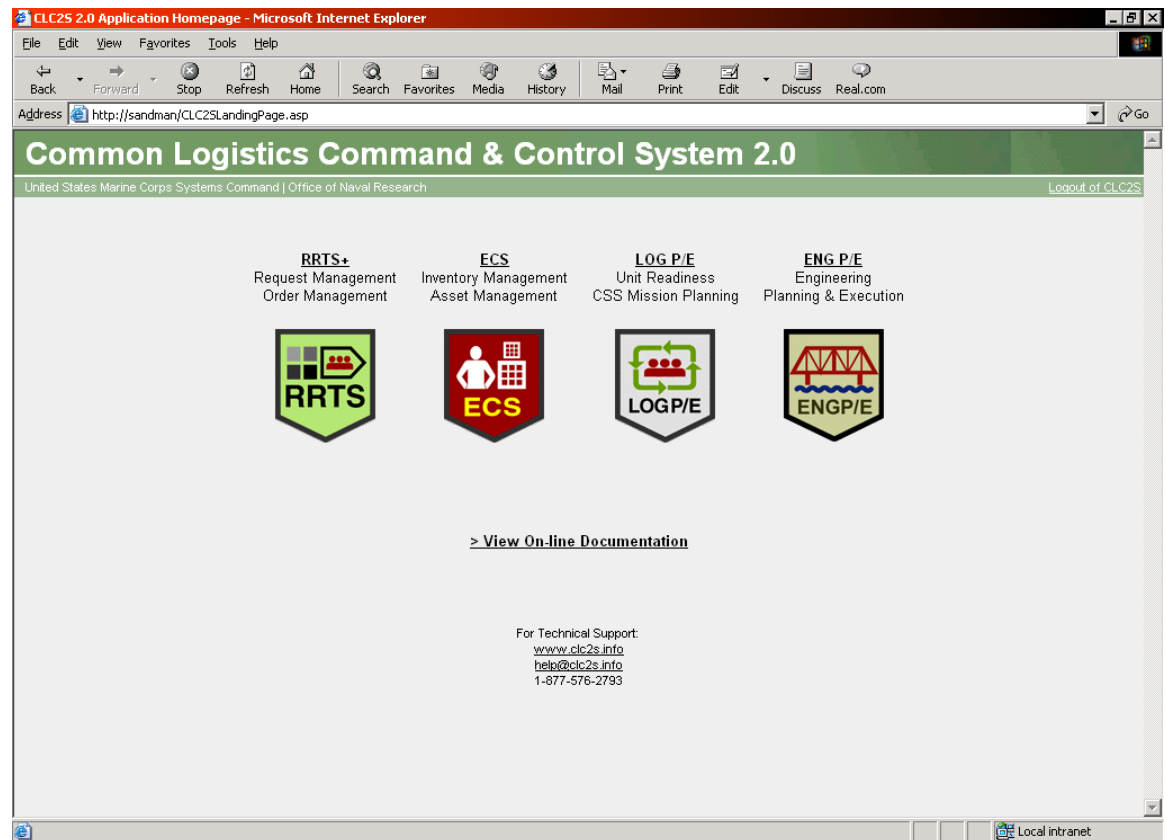 CLC2S 2.0 Application Homepage - Microsoft Internet Explorer
File Edit View Favorites Tools Help
Back Forward Stop Refresh Home Search Favorites Media History Mail Print Edit Discuss Real.com
Address http://sandman/CLC2SLandingPage.asp Go
Common Logistics Command & Control System 2.0
United States Marine Corps Systems Command | Office of Naval Research Logout of CLC2S
RRTS+ ECS LOG P/E ENG P/E
Request Management Inventory Management Unit Readiness Engineering
Order Management Asset Management CSS Mission Planning Planning & Execution
RRTS ECS LOGP/E ENGP/E
> View On-line Documentation
For Technical Support:
www.clc2s.info
help@clc2s.info
1-877-576-2793
Local intranet